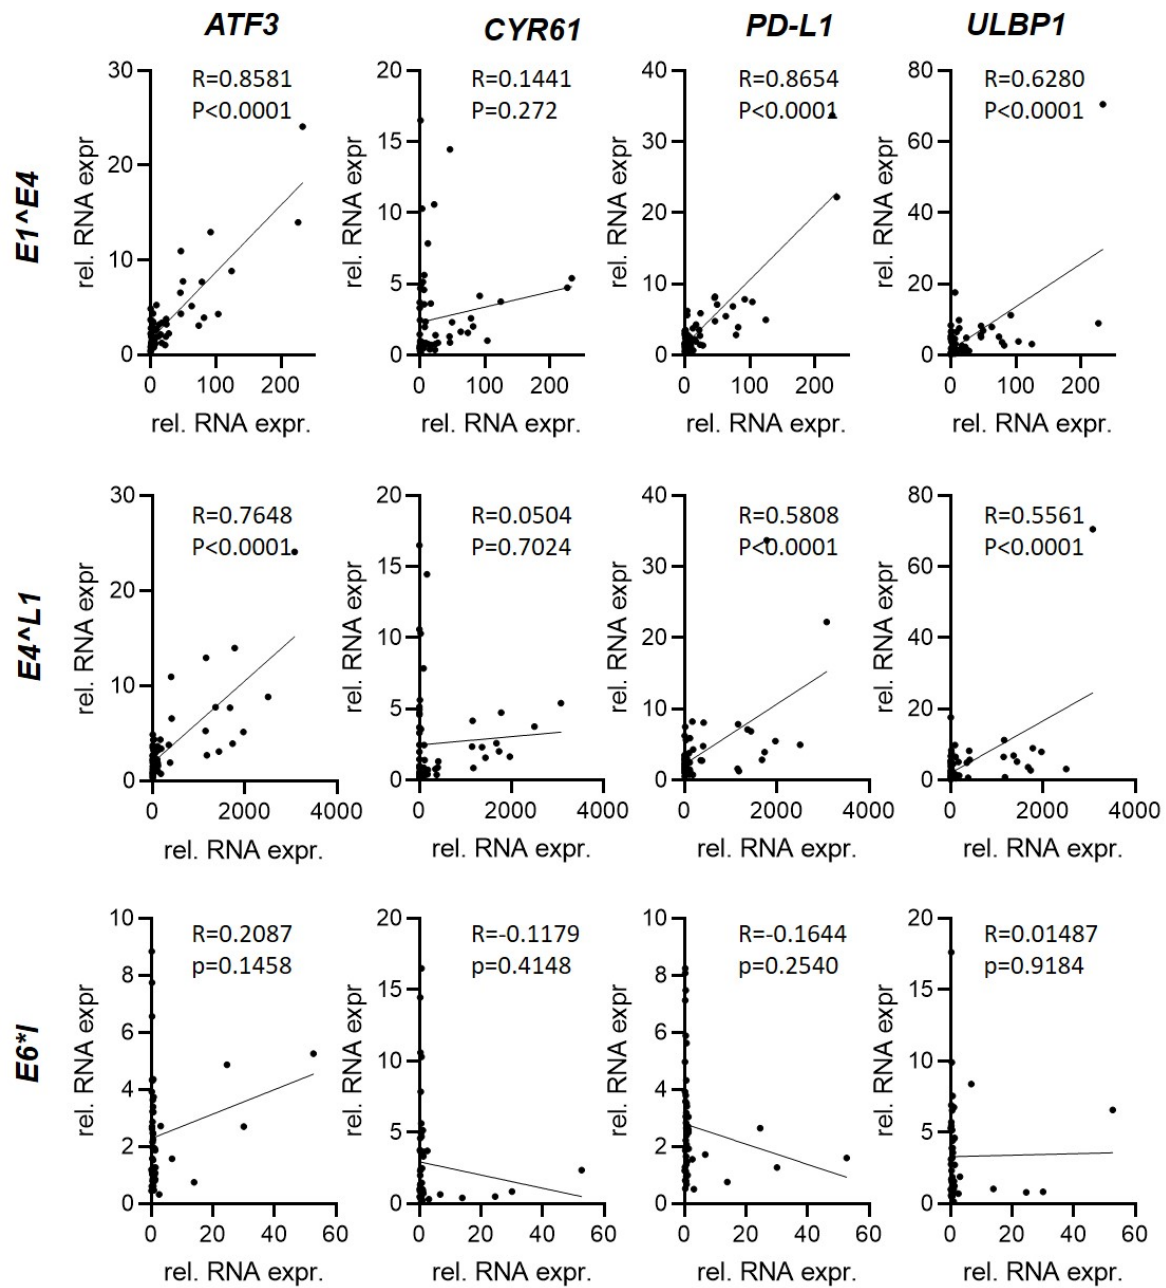 ATF3 CYR61 PD-L1 ULBP1
E1^E4
R=0.8581
P<0.0001
30
20
10
0
rel. RNA expr
0 100 200
rel. RNA expr.
R=0.1441
P=0.272
20
15
10
5
0
rel. RNA expr
0 100 200
rel. RNA expr.
R=0.8654
P<0.0001
40
30
20
10
0
rel. RNA expr
0 100 200
rel. RNA expr.
R=0.6280
P<0.0001
80
60
40
20
0
rel. RNA expr
0 100 200
rel. RNA expr.
E4^L1
R=0.7648
P<0.0001
30
20
10
0
rel. RNA expr
0 2000 4000
rel. RNA expr.
R=0.0504
P=0.7024
20
15
10
5
0
rel. RNA expr
0 2000 4000
rel. RNA expr.
R=0.5808
P<0.0001
40
30
20
10
0
rel. RNA expr
0 2000 4000
rel. RNA expr.
R=0.5561
P<0.0001
80
60
40
20
0
rel. RNA expr
0 2000 4000
rel. RNA expr.
E6*I
R=0.2087
p=0.1458
10
8
6
4
2
0
rel. RNA expr
0 20 40 60
rel. RNA expr.
R=-0.1179
p=0.4148
20
15
10
5
0
rel. RNA expr
0 20 40 60
rel. RNA expr.
R=-0.1644
p=0.2540
10
8
6
4
2
0
rel. RNA expr
0 20 40 60
rel. RNA expr.
R=0.01487
p=0.9184
20
15
10
5
0
rel. RNA expr
0 20 40 60
rel. RNA expr.